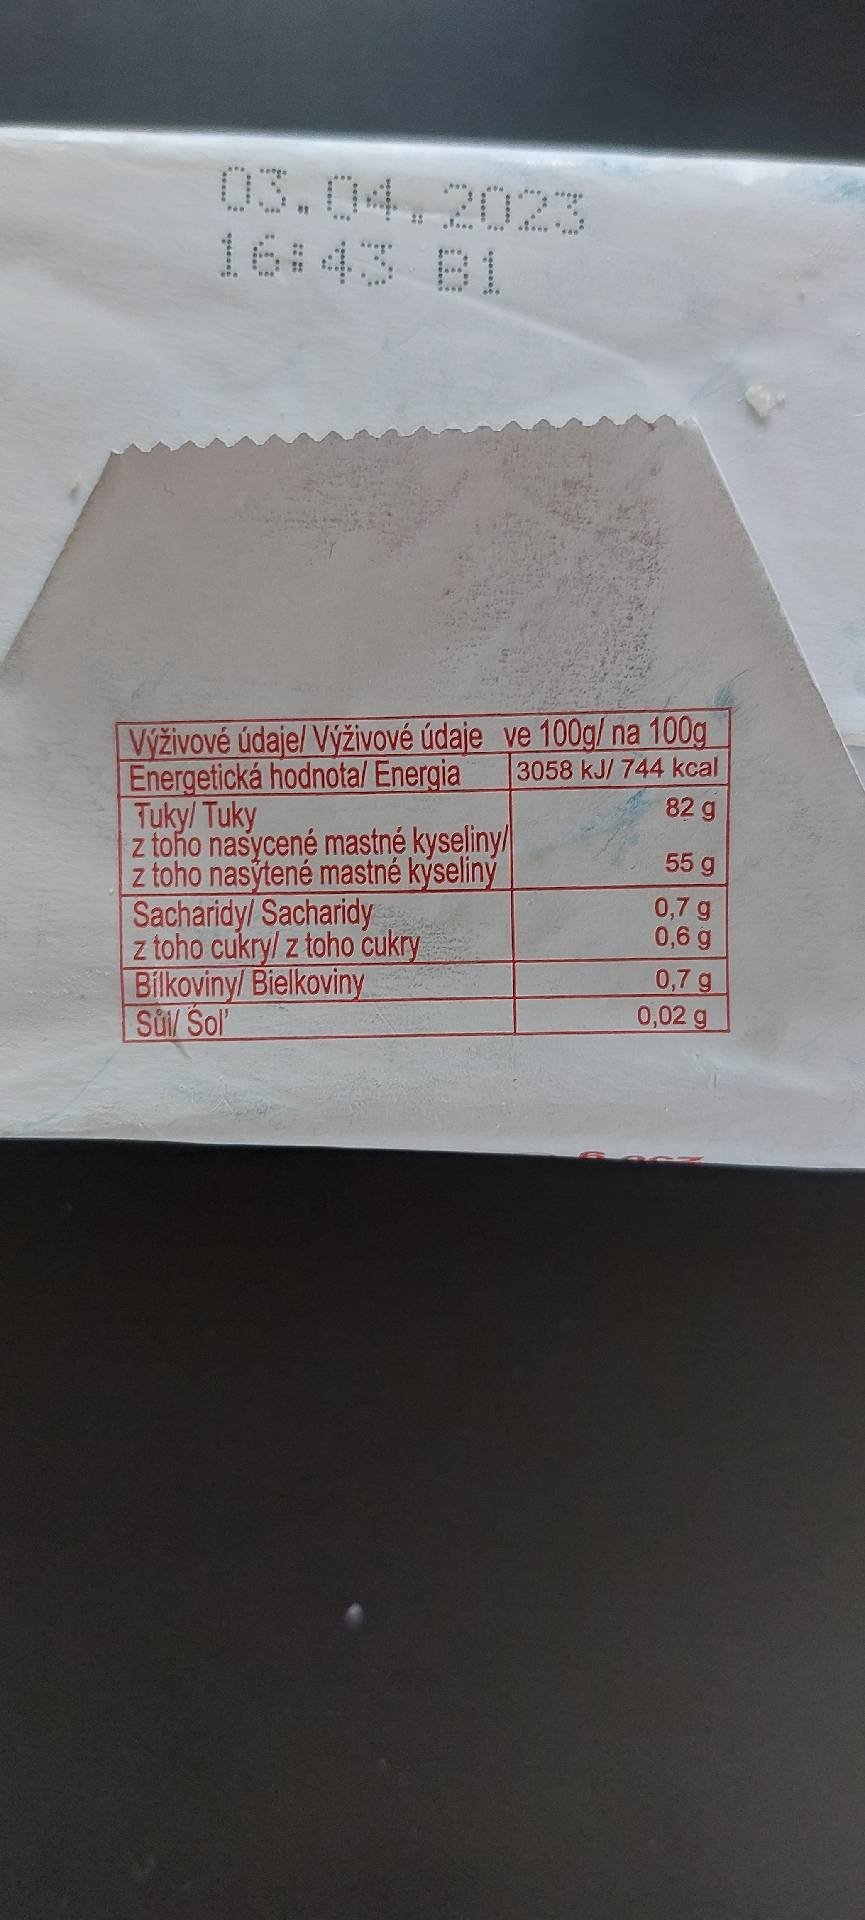 03.04.2023
16:43 B1
Výživové údaje/ Výživové údaje ve 100g/ na 100g
Energetická hodnota/ Energia 3058 kJ/ 744 kcal
Tuky/ Tuky 82 g
z toho nasycené mastné kyseliny/
z toho nasýtené mastné kyseliny 55 g
Sacharidy/ Sacharidy 0,7 g
z toho cukry/ z toho cukry 0,6 g
Bílkoviny/ Bielkoviny 0,7 g
Sůl/ Soľ 0,02 g